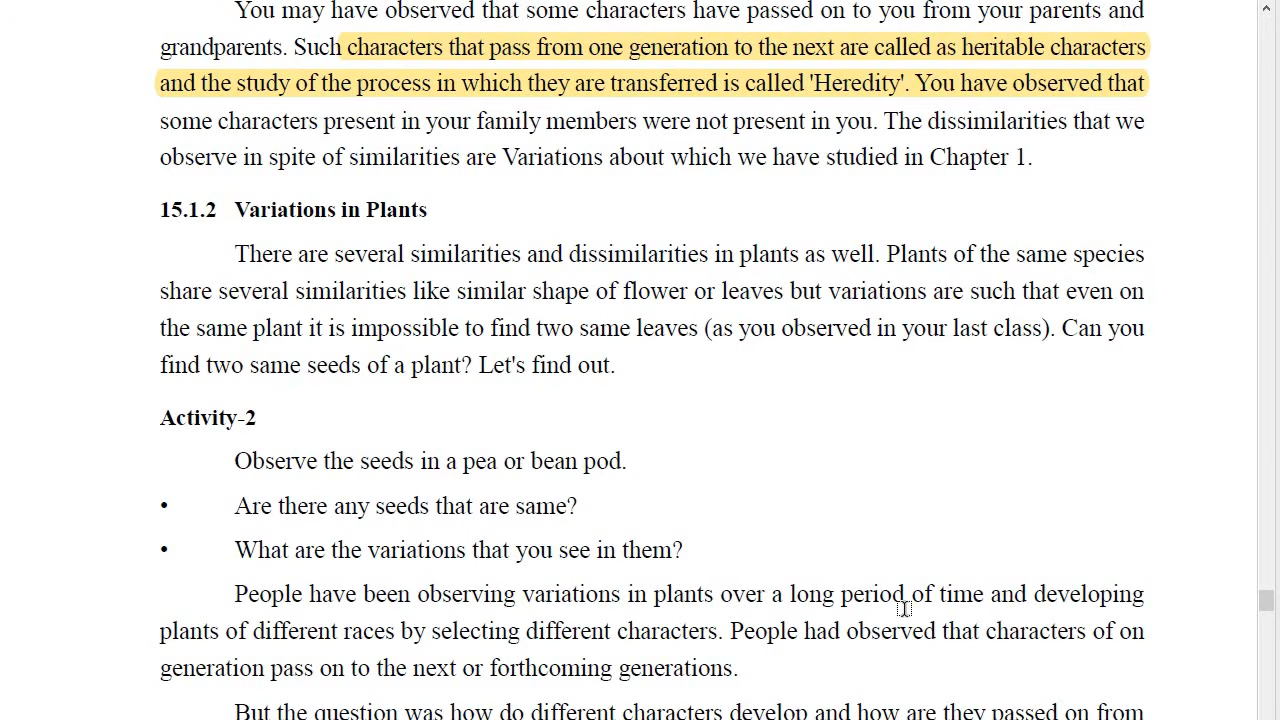 You may have observed that some characters have passed on to you from your parents and
grandparents. Such characters that pass from one generation to the next are called as heritable characters
and the study of the process in which they are transferred is called 'Heredity'. You have observed that
some characters present in your family members were not present in you. The dissimilarities that we
observe in spite of similarities are Variations about which we have studied in Chapter 1.
15.1.2 Variations in Plants
There are several similarities and dissimilarities in plants as well. Plants of the same species
share several similarities like similar shape of flower or leaves but variations are such that even on
the same plant it is impossible to find two same leaves (as you observed in your last class). Can you
find two same seeds of a plant? Let's find out.
Activity-2
Observe the seeds in a pea or bean pod.
• Are there any seeds that are same?
• What are the variations that you see in them?
People have been observing variations in plants over a long period of time and developing
plants of different races by selecting different characters. People had observed that characters of on
generation pass on to the next or forthcoming generations.
But the question was how do different characters develop and how are they passed on from